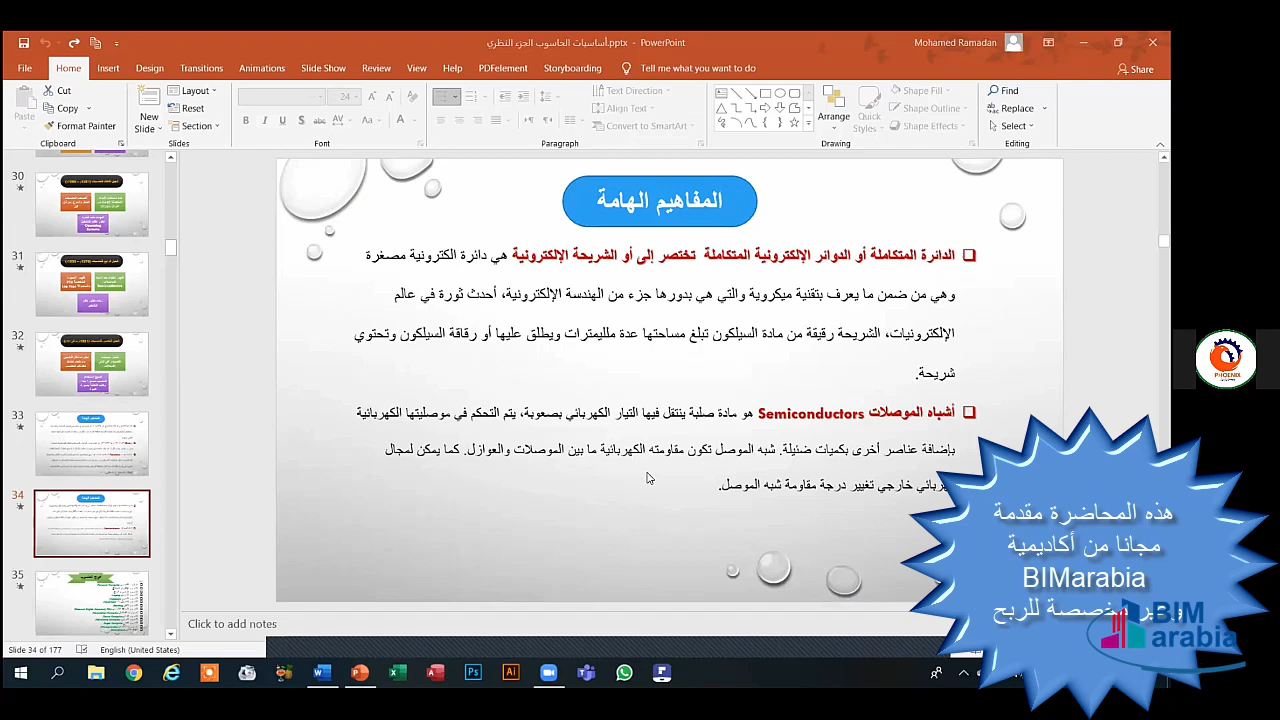 أساسيات الحاسوب الجزء النظري.pptx - PowerPoint
Mohamed Ramadan
File Home Insert Design Transitions Animations Slide Show Review View Help PDFelement Storyboarding Tell me what you want to do
Share
Paste
Cut
Copy
Format Painter
Clipboard
New Slide
Layout
Reset
Section
Slides
24
Font
Text Direction
Align Text
Convert to SmartArt
Paragraph
Arrange
Quick Styles
Shape Fill
Shape Outline
Shape Effects
Drawing
Find
Replace
Select
Editing
30
31
32
33
34
35
المفاهيم الهامة
الدائرة المتكاملة أو الدوائر الإلكترونية المتكاملة تختصر إلى أو الشريحة الإلكترونية هي دائرة الكترونية مصغرة
وهي من ضمن ما يعرف بتقنية ميكروية والتي هي بدورها جزء من الهندسة الإلكترونية، أحدث ثورة في عالم
الإلكترونيات، الشريحة رقيقة من مادة السيلكون تبلغ مساحتها عدة ملليمترات ويطلق عليها أو رقاقة السيلكون وتحتوي
شريحة.
أشباه الموصلات Semiconductors هو مادة صلبة ينتقل فيها التيار الكهربائي بصعوبة، يتم التحكم في موصليتها الكهربائية
بإضافة عناصر أخرى بكميات ضئيلة. شبه الموصل تكون مقاومته الكهربائية ما بين الموصلات والعوازل. كما يمكن لمجال
خارجي تغيير درجة مقاومة شبه الموصل.
Click to add notes
Slide 34 of 177 English (United States)
PHOENIX
هذه المحاضرة مقدمة
مجانا من أكاديمية
BIMarabia
للربح
BIM
arabia